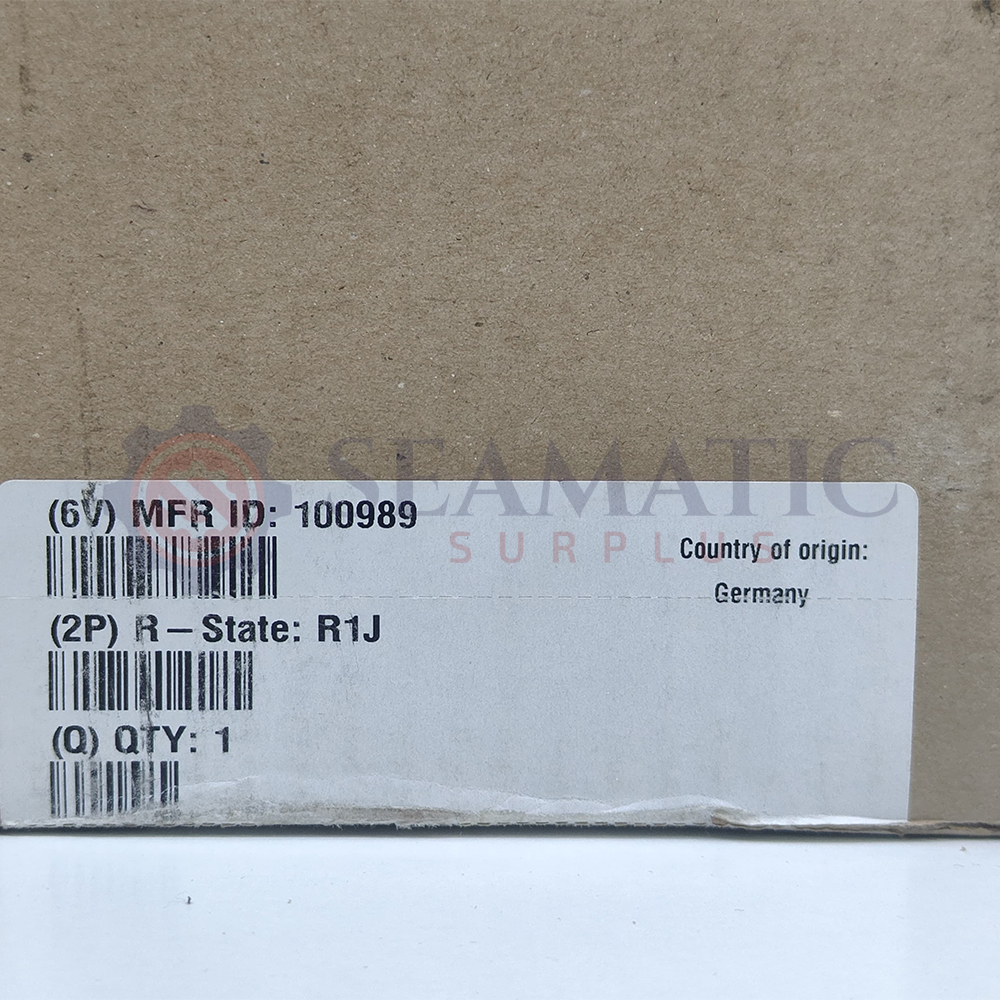 SEAMATIC
SURPLUS
(6V) MFR ID: 100989
Country of origin:
Germany
(2P) R–State: R1J
(Q) QTY: 1